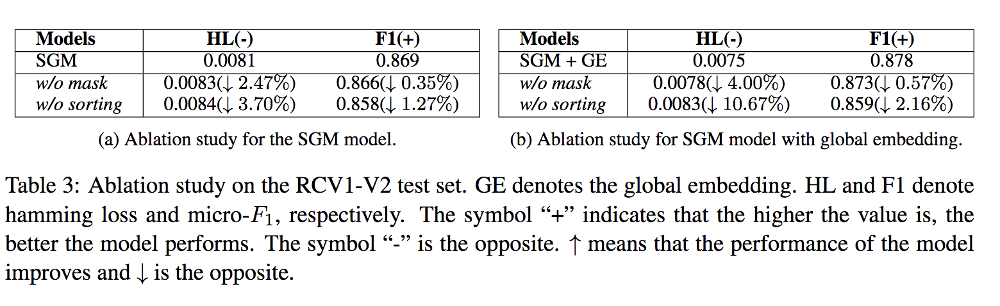 Models HL(-) F1(+)
SGM 0.0081 0.869
w/o mask 0.0083(↓ 2.47%) 0.866(↓ 0.35%)
w/o sorting 0.0084(↓ 3.70%) 0.858(↓ 1.27%)
(a) Ablation study for the SGM model.
Models HL(-) F1(+)
SGM + GE 0.0075 0.878
w/o mask 0.0078(↓ 4.00%) 0.873(↓ 0.57%)
w/o sorting 0.0083(↓ 10.67%) 0.859(↓ 2.16%)
(b) Ablation study for SGM model with global embedding.
Table 3: Ablation study on the RCV1-V2 test set. GE denotes the global embedding. HL and F1 denote
hamming loss and micro-F₁, respectively. The symbol “+” indicates that the higher the value is, the
better the model performs. The symbol “-” is the opposite. ↑ means that the performance of the model
improves and ↓ is the opposite.